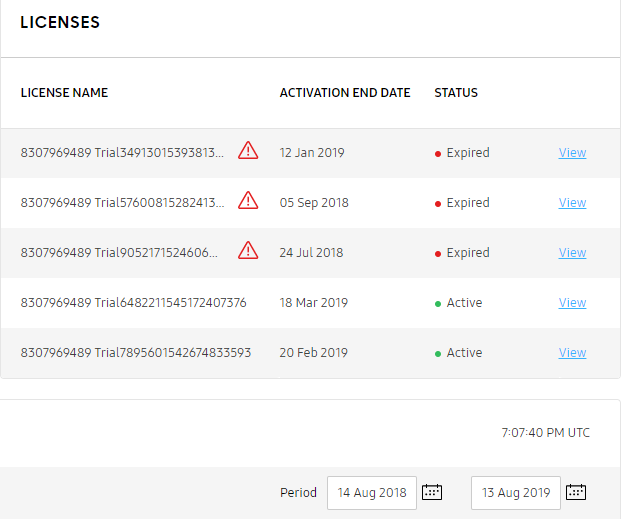 LICENSES
LICENSE NAME ACTIVATION END DATE STATUS
8307969489 Trial34913015393813... 12 Jan 2019 Expired View
8307969489 Trial57600815282413... 05 Sep 2018 Expired View
8307969489 Trial9052171524606... 24 Jul 2018 Expired View
8307969489 Trial6482211545172407376 18 Mar 2019 Active View
8307969489 Trial7895601542674833593 20 Feb 2019 Active View
7:07:40 PM UTC
Period 14 Aug 2018 13 Aug 2019